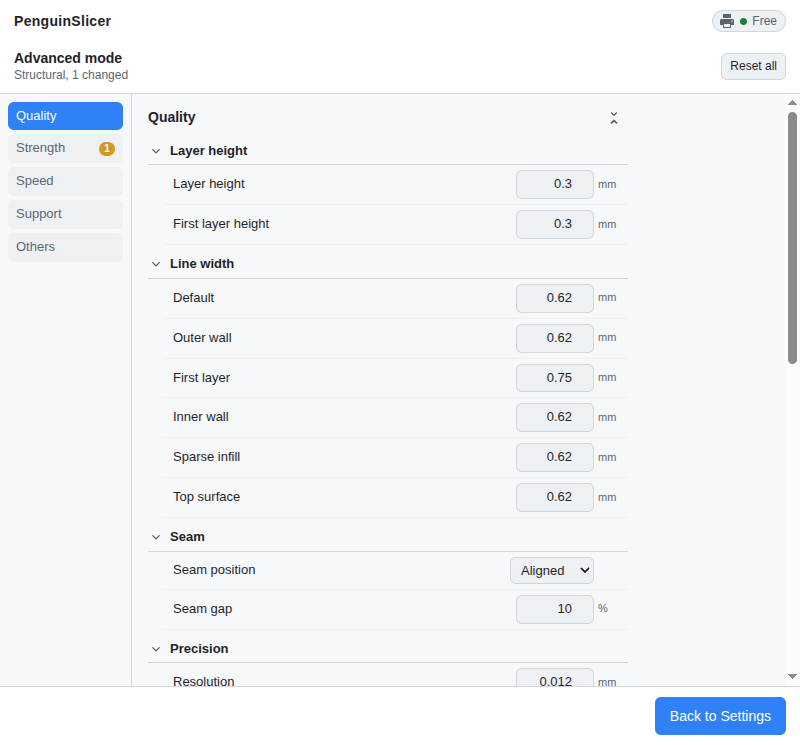 PenguinSlicer
Free
Advanced mode
Structural, 1 changed
Reset all
Quality
Strength 1
Speed
Support
Others
Quality
Layer height
Layer height 0.3 mm
First layer height 0.3 mm
Line width
Default 0.62 mm
Outer wall 0.62 mm
First layer 0.75 mm
Inner wall 0.62 mm
Sparse infill 0.62 mm
Top surface 0.62 mm
Seam
Seam position Aligned
Seam gap 10 %
Precision
Resolution 0.012 mm
Back to Settings